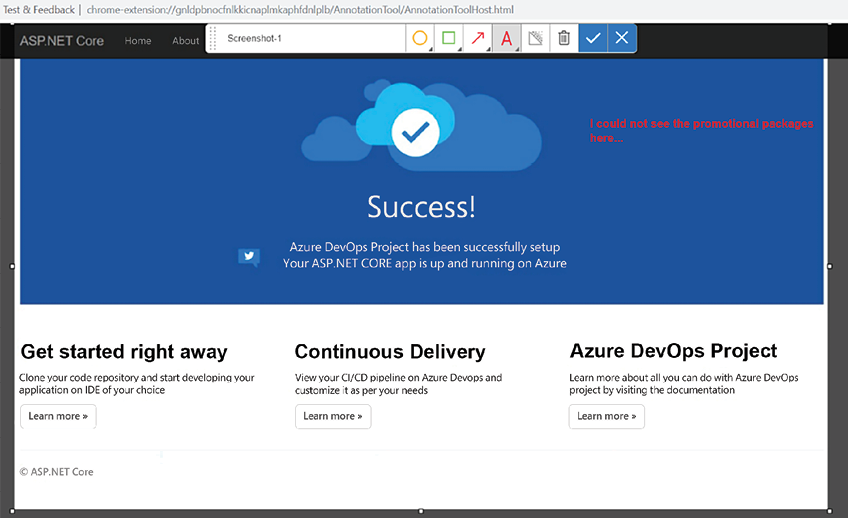 Test & Feedback | chrome-extension://gnldpbnocfnlkkicnaplmkaphfdnlplb/AnnotationTool/AnnotationToolHost.html
ASP.NET Core Home About Screenshot-1 A
I could not see the promotional packages
here...
Success!
Azure DevOps Project has been successfully setup
Your ASP.NET CORE app is up and running on Azure
Get started right away
Clone your code repository and start developing your
application on IDE of your choice
Learn more »
Continuous Delivery
View your CI/CD pipeline on Azure Devops and
customize it as per your needs
Learn more »
Azure DevOps Project
Learn more about all you can do with Azure DevOps
project by visiting the documentation
Learn more »
© ASP.NET Core